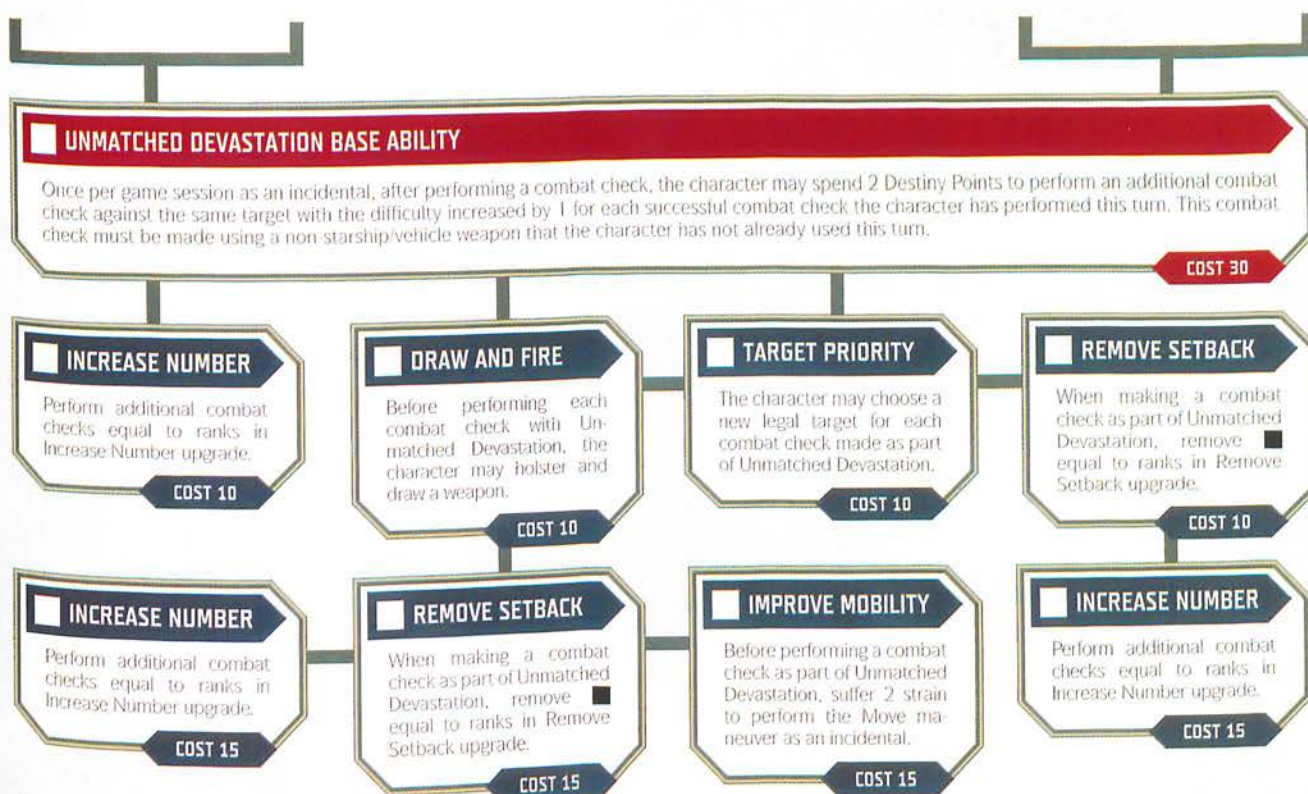 UNMATCHED DEVASTATION BASE ABILITY
Once per game session as an incidental, after performing a combat check, the character may spend 2 Destiny Points to perform an additional combat
check against the same target with the difficulty increased by 1 for each successful combat check the character has performed this turn. This combat
check must be made using a non-starship/vehicle weapon that the character has not already used this turn.
COST 30
INCREASE NUMBER
Perform additional combat
checks equal to ranks in
Increase Number upgrade.
COST 10
DRAW AND FIRE
Before performing each
combat check with Un-
matched Devastation, the
character may holster and
draw a weapon.
COST 10
TARGET PRIORITY
The character may choose a
new legal target for each
combat check made as part
of Unmatched Devastation.
COST 10
REMOVE SETBACK
When making a combat
check as part of Unmatched
Devastation, remove ■
equal to ranks in Remove
Setback upgrade.
COST 10
INCREASE NUMBER
Perform additional combat
checks equal to ranks in
Increase Number upgrade.
COST 15
REMOVE SETBACK
When making a combat
check as part of Unmatched
Devastation, remove ■
equal to ranks in Remove
Setback upgrade.
COST 15
IMPROVE MOBILITY
Before performing a combat
check as part of Unmatched
Devastation, suffer 2 strain
to perform the Move ma-
neuver as an incidental.
COST 15
INCREASE NUMBER
Perform additional combat
checks equal to ranks in
Increase Number upgrade.
COST 15